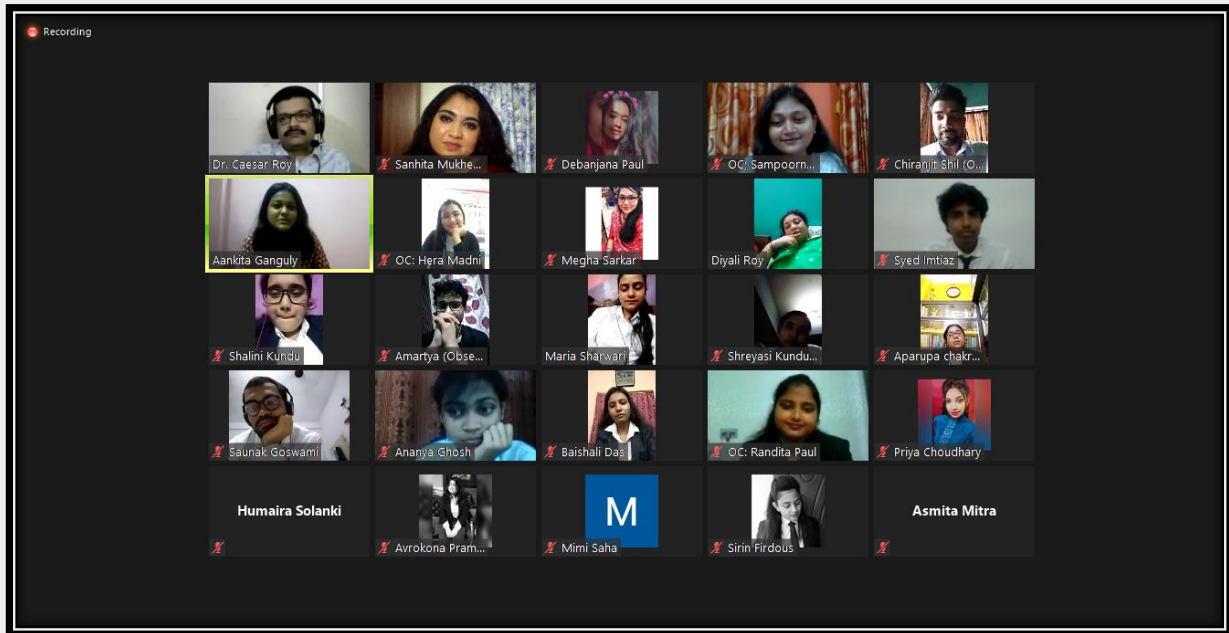 Recording
Dr. Caesar Roy
Sanhita Mukhe...
Debanjana Paul
OC: Sampoorn...
Chiranjit Shil (O...
Aankita Ganguly
OC: Hera Madni
Megha Sarkar
Diyali Roy
Syed Imtiaz
Shalini Kundu
Amartya (Obse...
Maria Sharwari
Shreyasi Kundu...
Aparupa chakr...
Saunak Goswami
Ananya Ghosh
Baishali Das
OC: Randita Paul
Priya Choudhary
Humaira Solanki
Avrokona Pram...
M
Mimi Saha
Sirin Firdous
Asmita Mitra